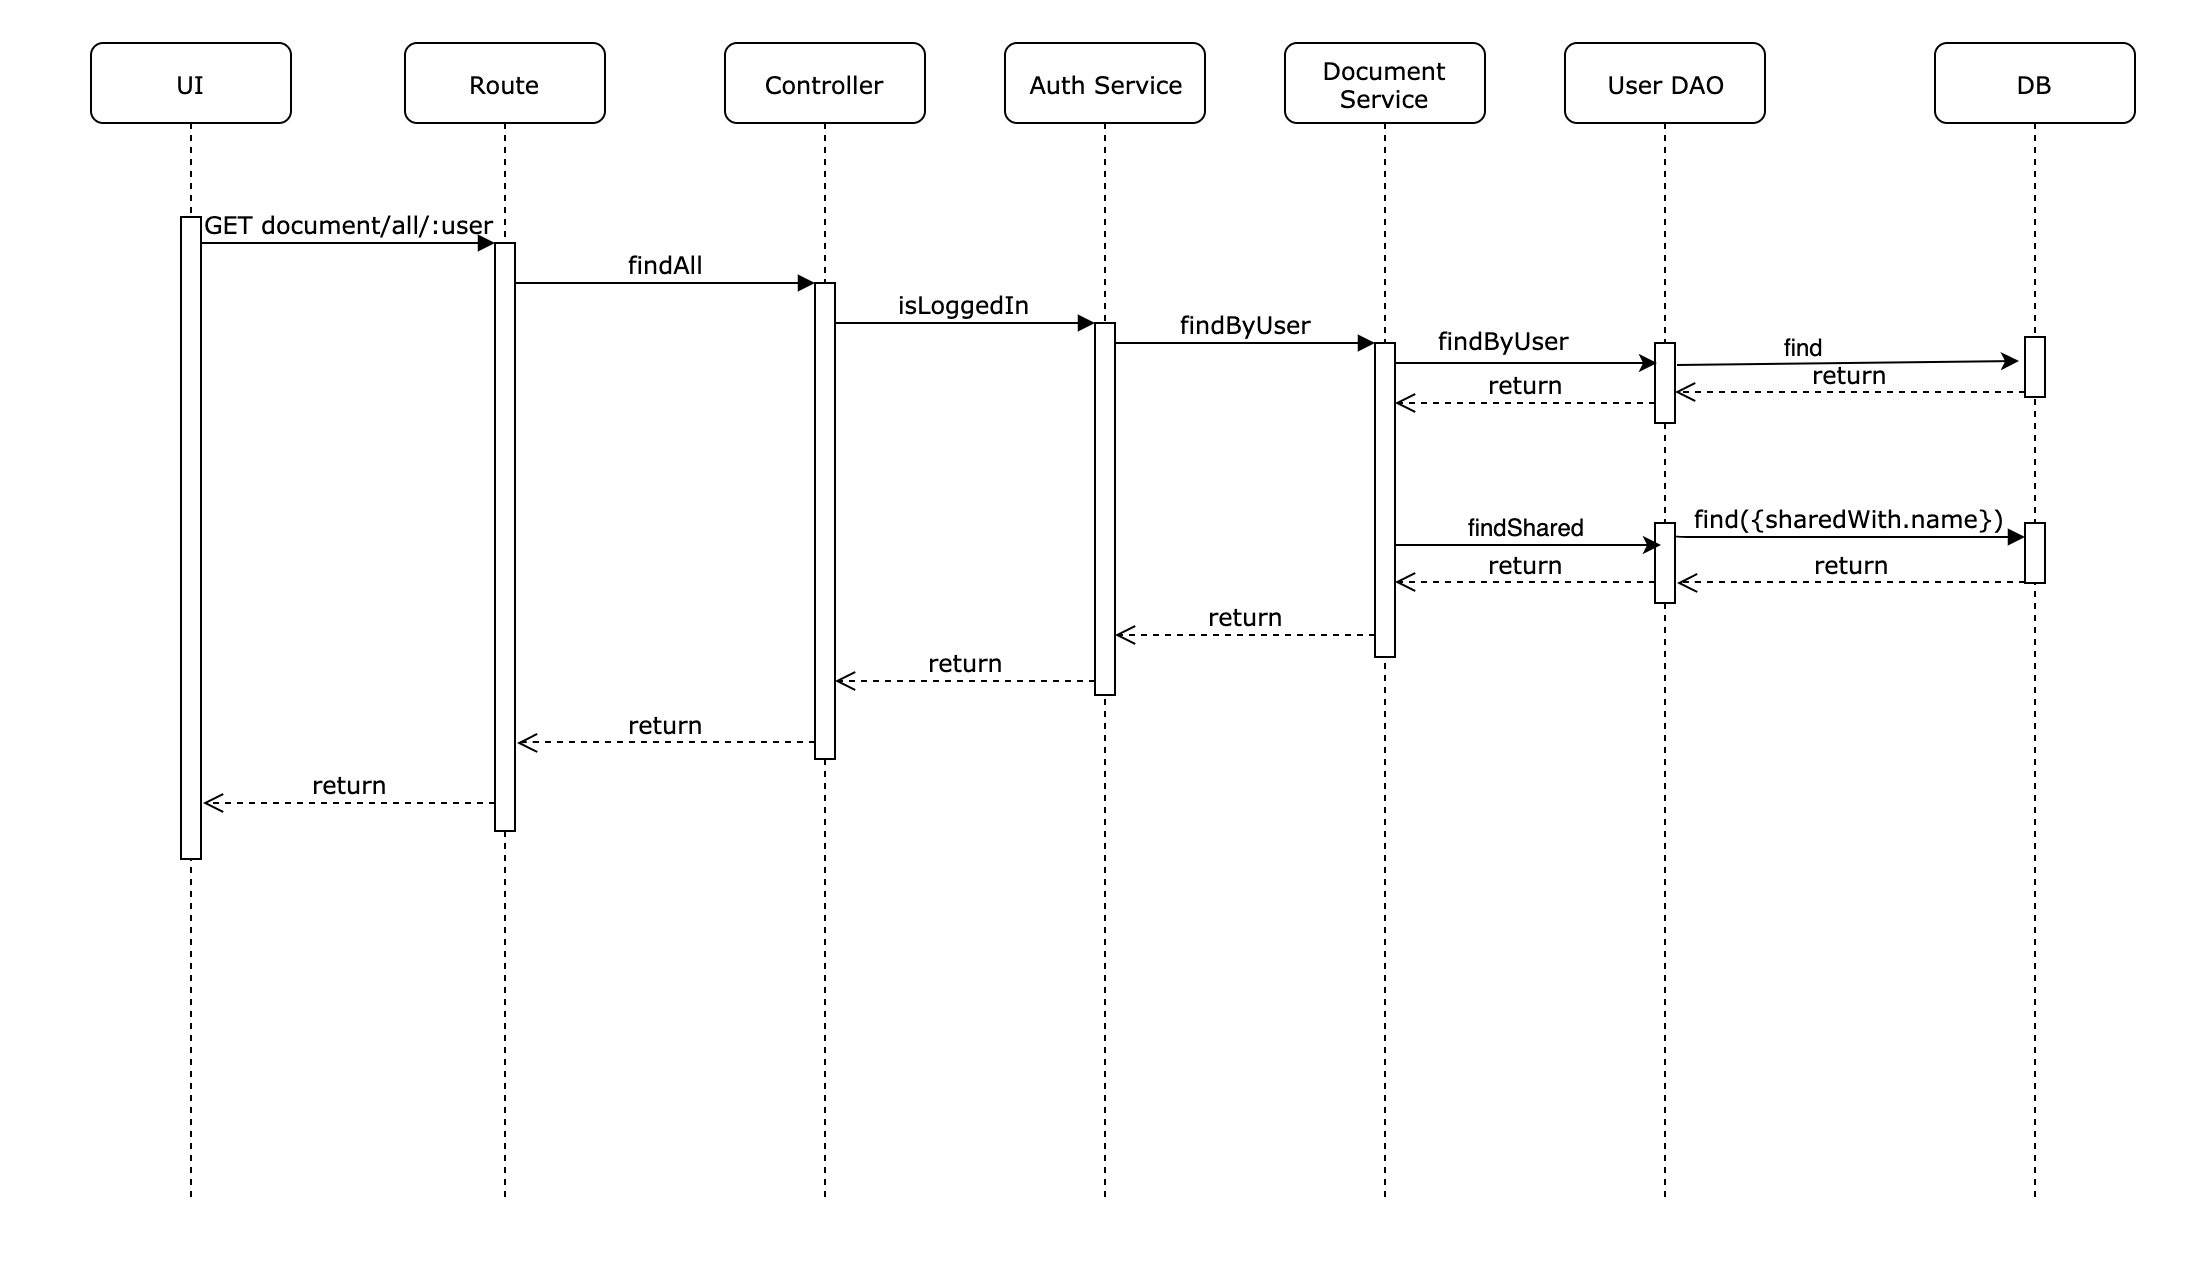 UI
Route
Controller
Auth Service
Document
Service
User DAO
DB
GET document/all/:user
findAll
isLoggedIn
findByUser
findByUser
find
return
return
find({sharedWith.name})
findShared
return
return
return
return
return
return